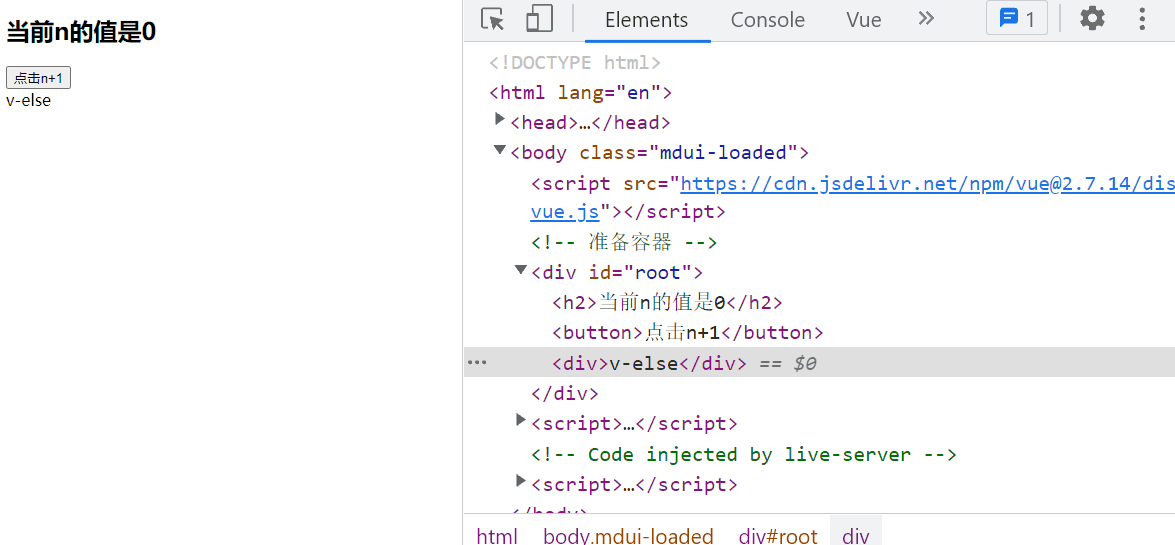 当前n的值是0
点击n+1
v-else
Elements Console Vue 1
<!DOCTYPE html>
<html lang="en">
<head>…</head>
<body class="mdui-loaded">
<script src="https://cdn.jsdelivr.net/npm/vue@2.7.14/dis
vue.js"></script>
<!-- 准备容器 -->
<div id="root">
<h2>当前n的值是0</h2>
<button>点击n+1</button>
<div>v-else</div> == $0
</div>
<script>…</script>
<!-- Code injected by live-server -->
<script>…</script>
</body>
html body.mdui-loaded div#root div